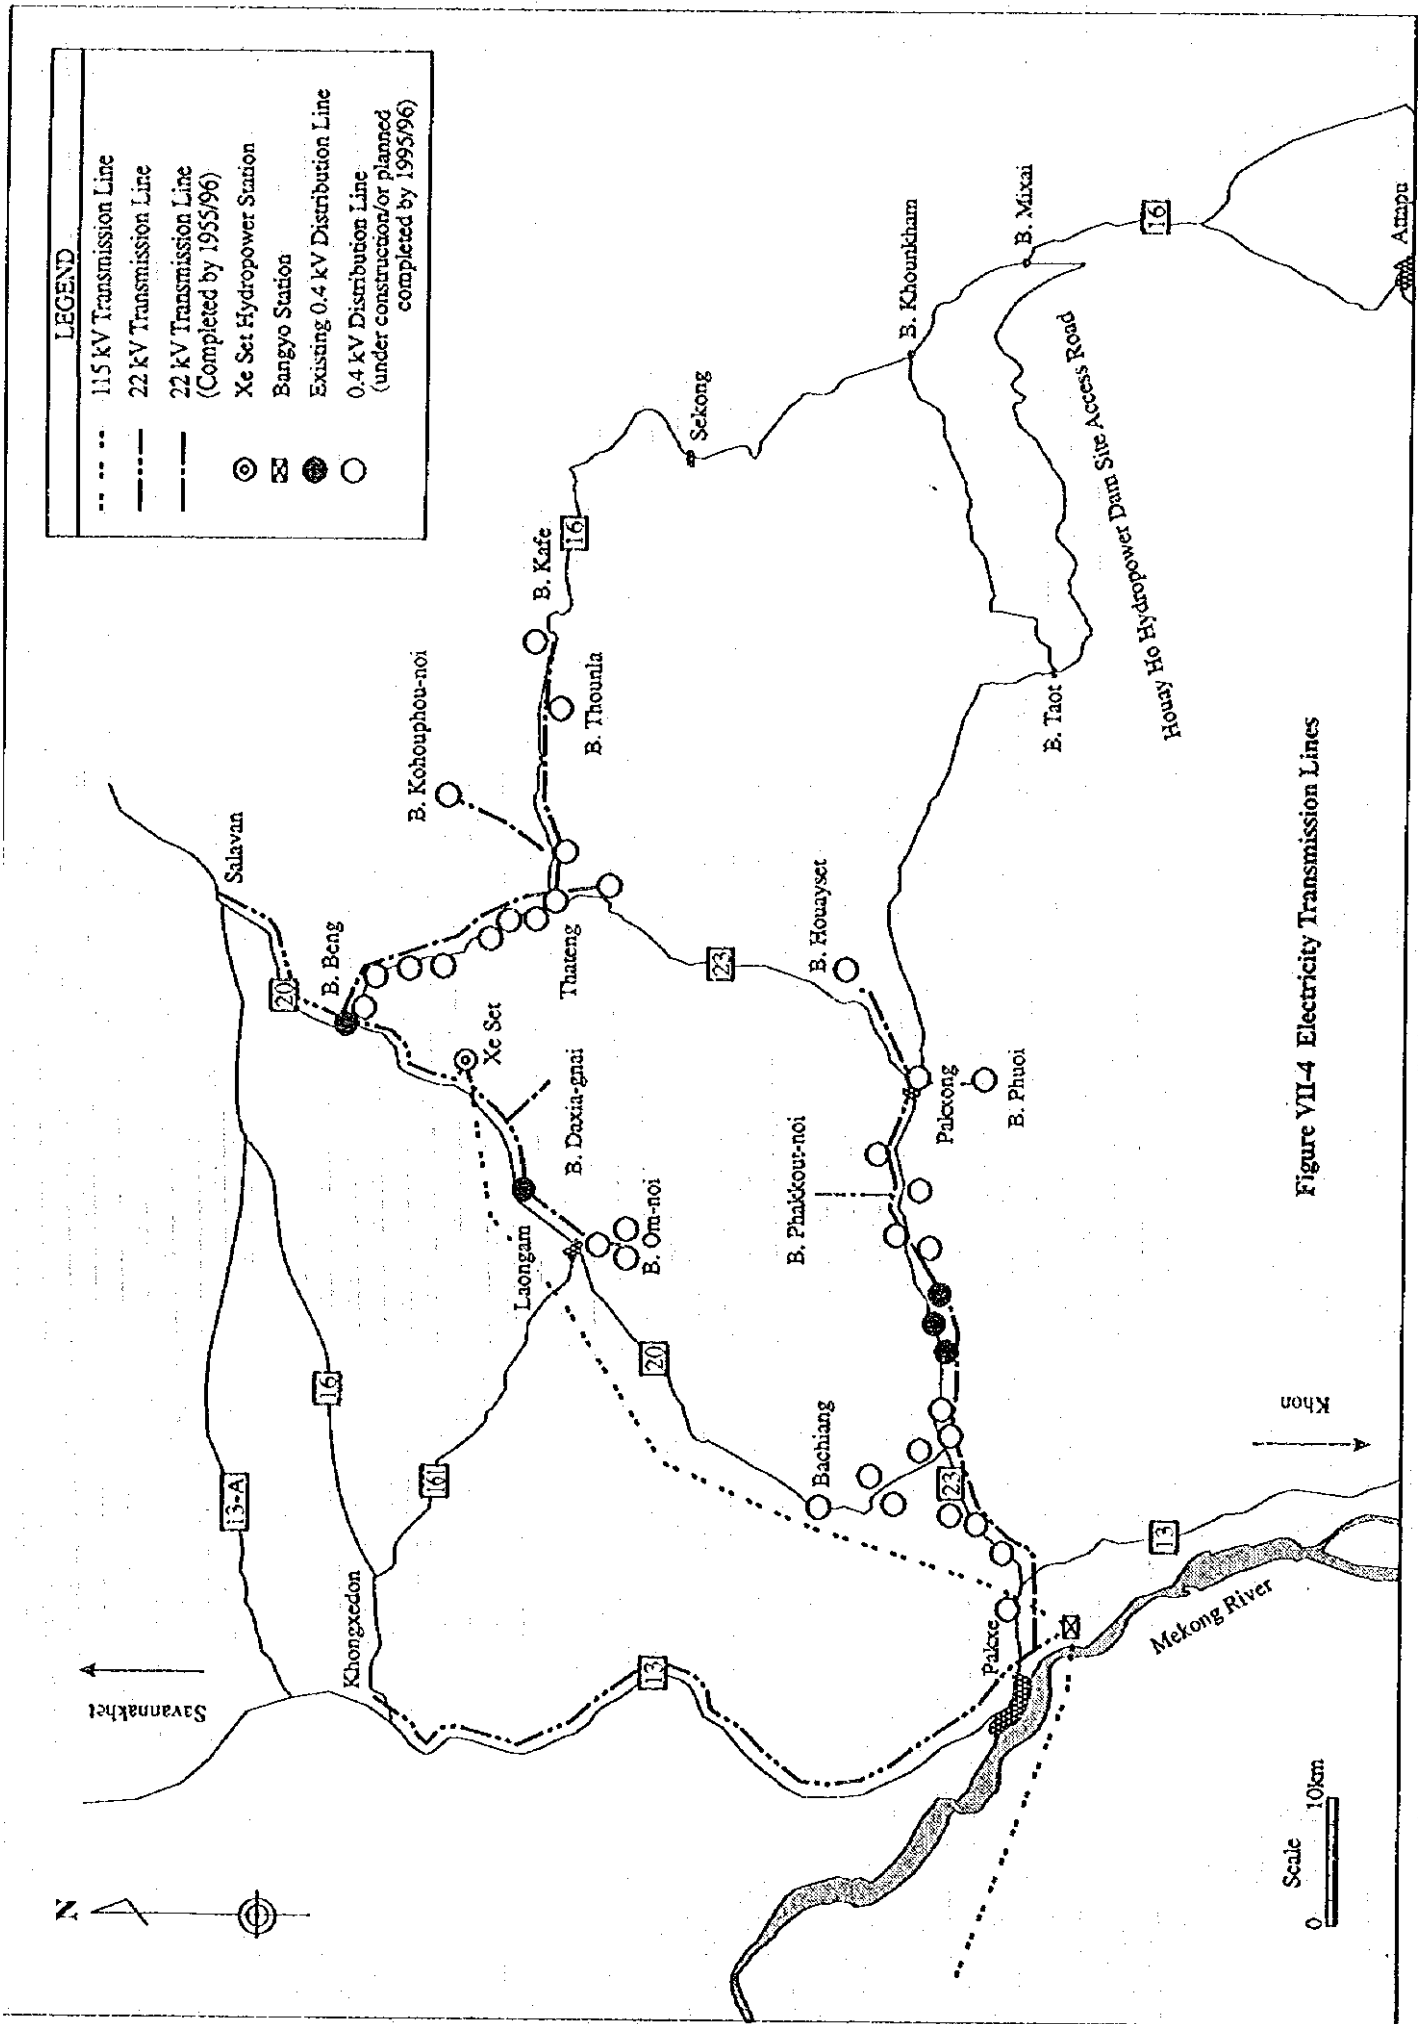 LEGEND
115 kV Transmission Line
22 kV Transmission Line
22 kV Transmission Line
(Completed by 1955/96)
Xe Set Hydropower Station
Bangyo Station
Existing 0.4 kV Distribution Line
0.4 kV Distribution Line
(under construction/or planned
completed by 1995/96)
N
Savannakhet
13-A
Khongxedon
16
161
13
Salavan
20
B. Beng
Xe Set
B. Daxia-gnai
Laongam
B. Om-noi
20
Thateng
B. Kohouphou-noi
B. Thounla
B. Kafe
16
Sekong
23
B. Houayset
B. Khounkham
B. Mixai
16
Attapu
B. Taot
Houay Ho Hydropower Dam Site Access Road
Pakxong
B. Phuoi
B. Phakkout-noi
Bachiang
23
Pakxe
13
Mekong River
Khon
Scale
0
10km
Figure VII-4 Electricity Transmission Lines